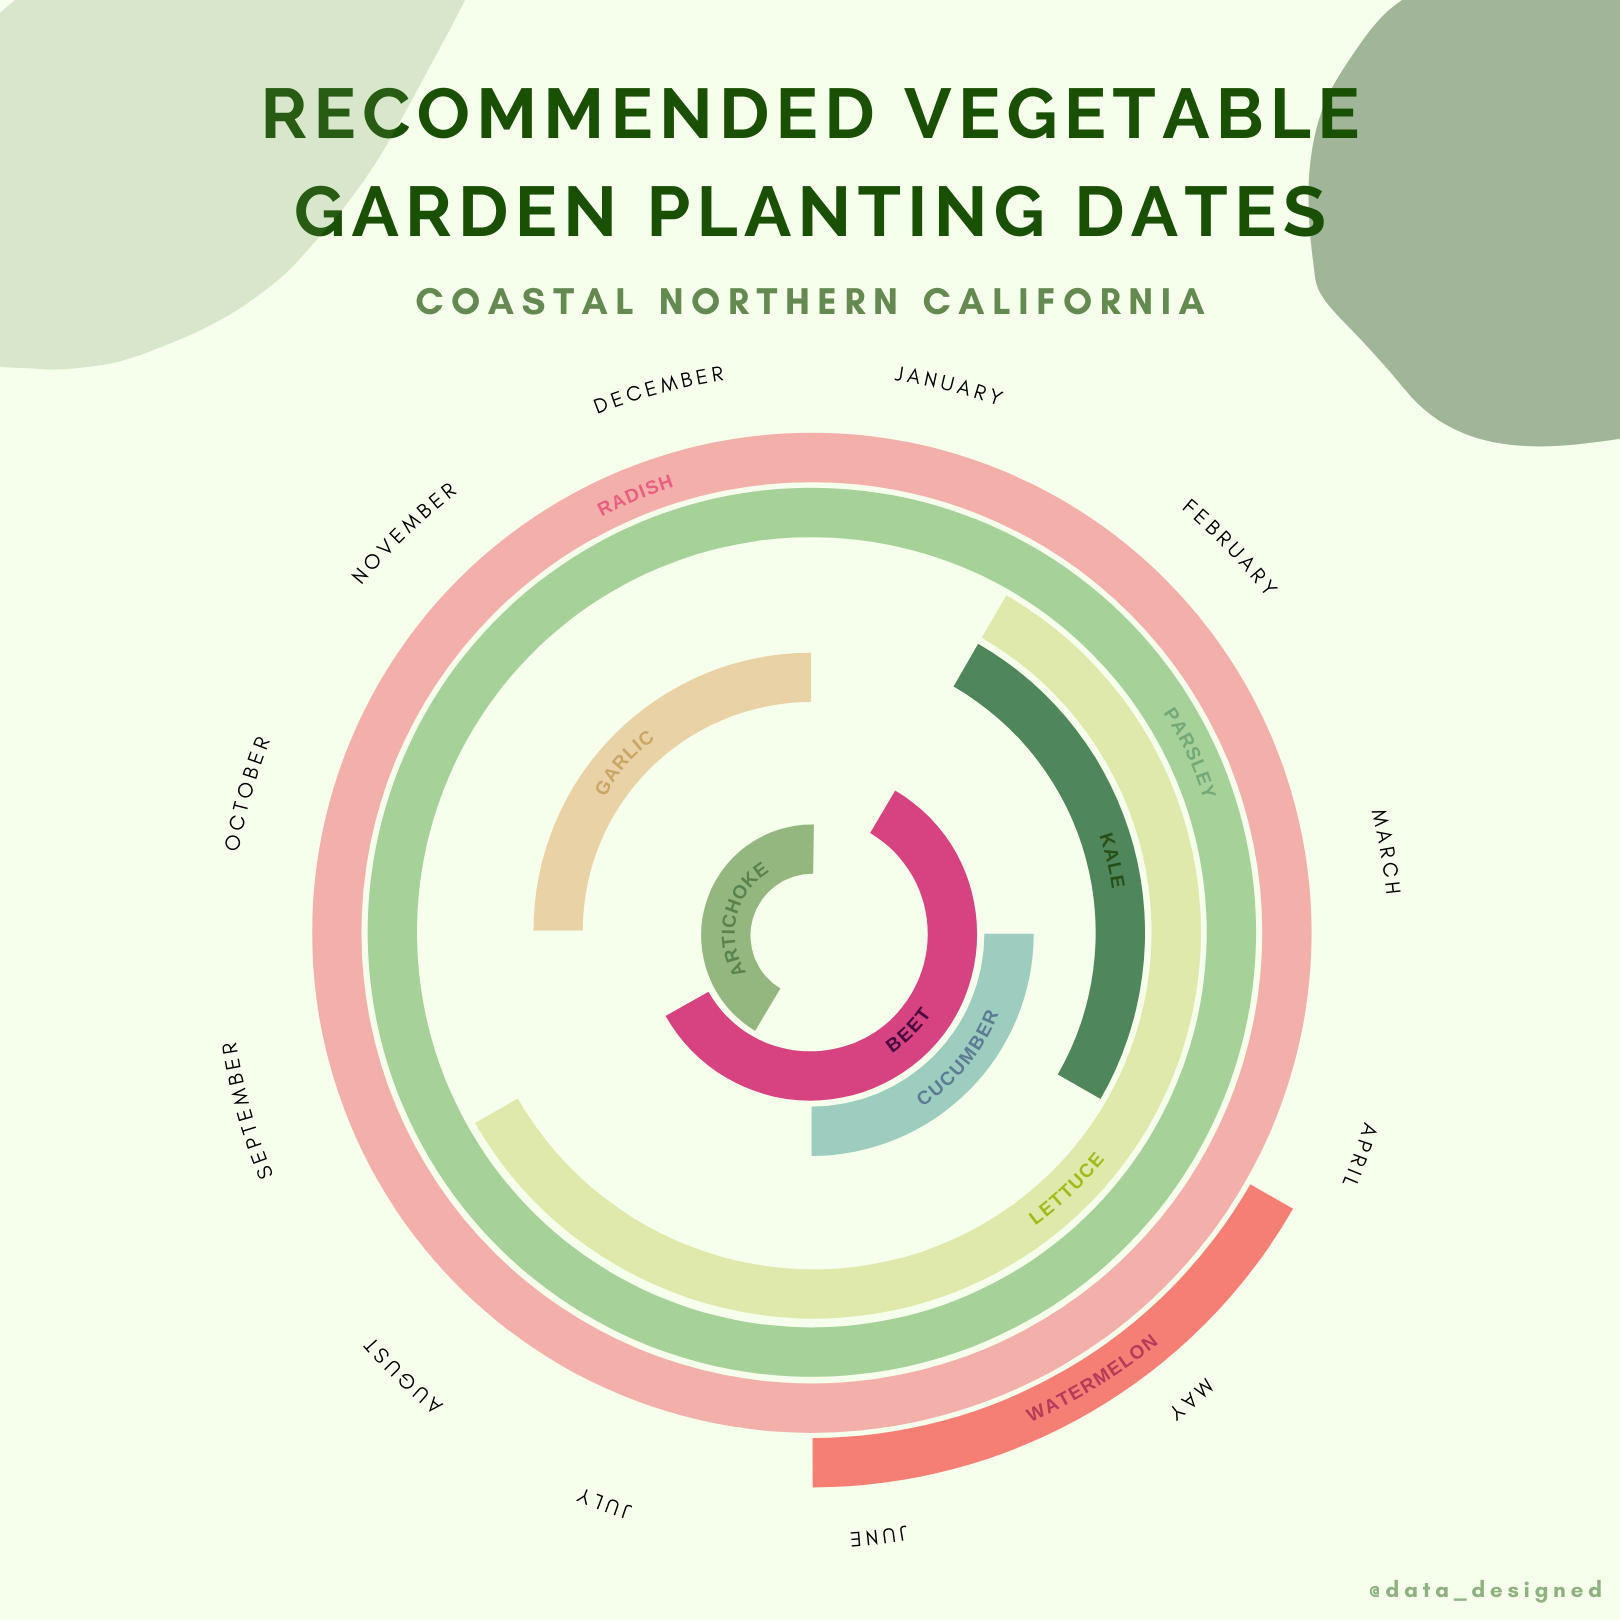 RECOMMENDED VEGETABLE
GARDEN PLANTING DATES
COASTAL NORTHERN CALIFORNIA
JANUARY
FEBRUARY
MARCH
APRIL
MAY
JUNE
JULY
AUGUST
SEPTEMBER
OCTOBER
NOVEMBER
DECEMBER
RADISH
PARSLEY
GARLIC
KALE
ARTICHOKE
BEET
CUCUMBER
LETTUCE
WATERMELON
@data_designed